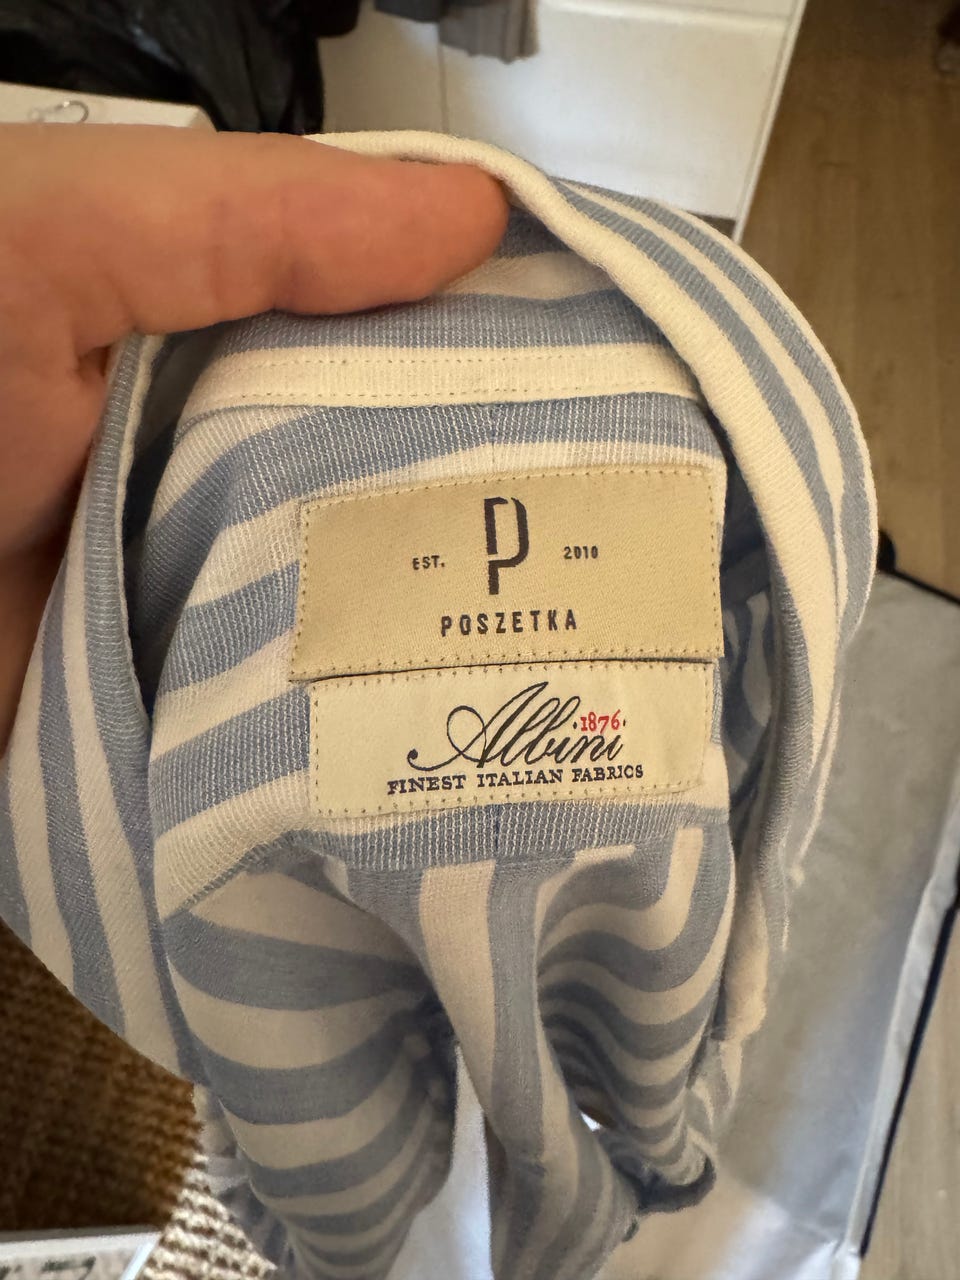 P
EST. 2010
POSZETKA
Albini ·1876·
FINEST ITALIAN FABRICS